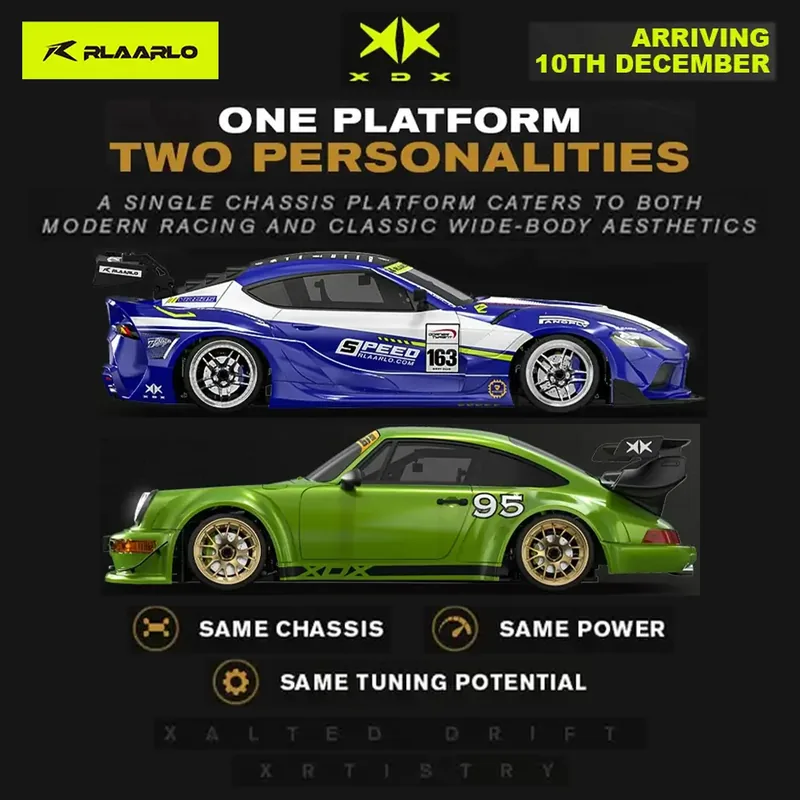 RLAARLO
XDX
ARRIVING
10TH DECEMBER
ONE PLATFORM
TWO PERSONALITIES
A SINGLE CHASSIS PLATFORM CATERS TO BOTH
MODERN RACING AND CLASSIC WIDE-BODY AESTHETICS
RLAARLO
SPEED
RLAARLO.COM
163
XDX
95
XDX
SAME CHASSIS
SAME POWER
SAME TUNING POTENTIAL
XALTED DRIFT
XRTISTRY